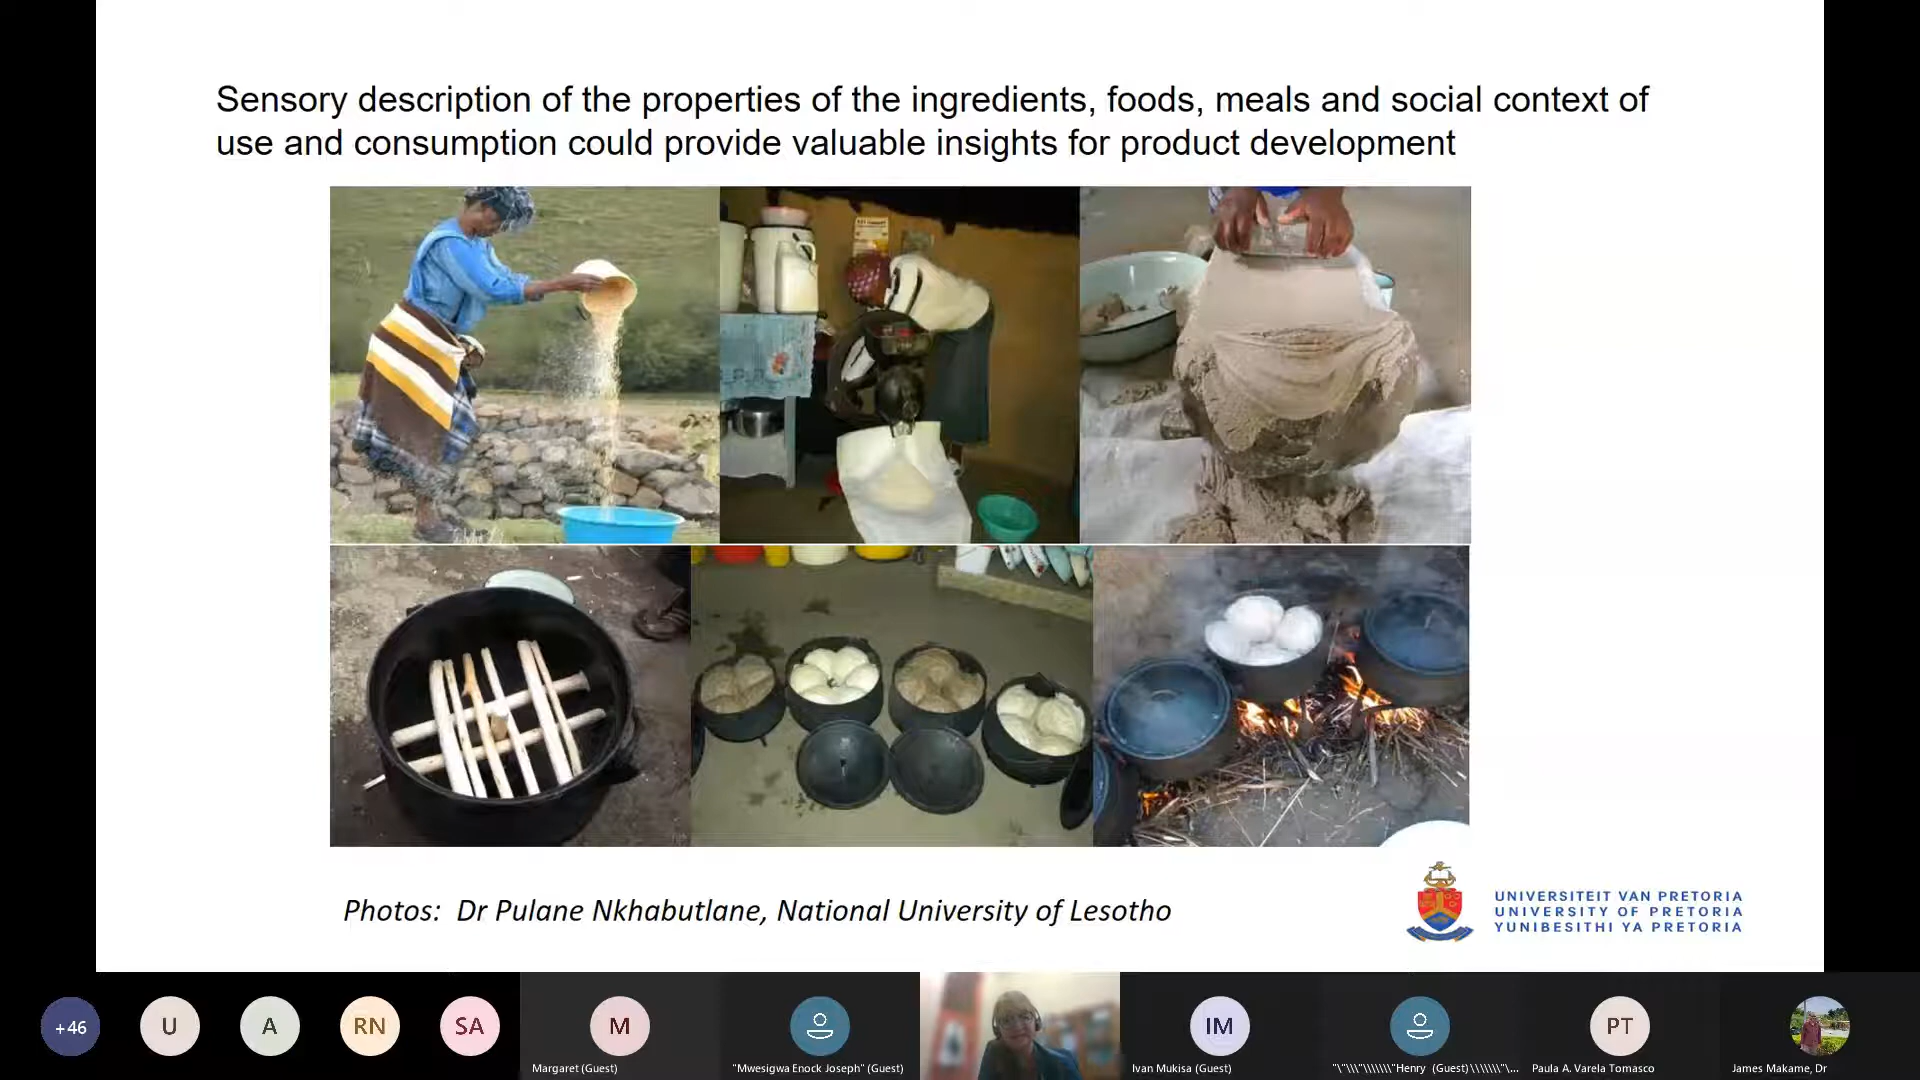 Sensory description of the properties of the ingredients, foods, meals and social context of
use and consumption could provide valuable insights for product development
Photos: Dr Pulane Nkhabutlane, National University of Lesotho
UNIVERSITEIT VAN PRETORIA
UNIVERSITY OF PRETORIA
YUNIBESITHI YA PRETORIA
+46
U
A
RN
SA
M
IM
PT
Margaret (Guest)
"Mwesigwa Enock Joseph" (Guest)
Ivan Mukisa (Guest)
"\"\\\"\\\\\\\"Henry (Guest)\\\\\\\"\...
Paula A. Varela Tomasco
James Makame, Dr